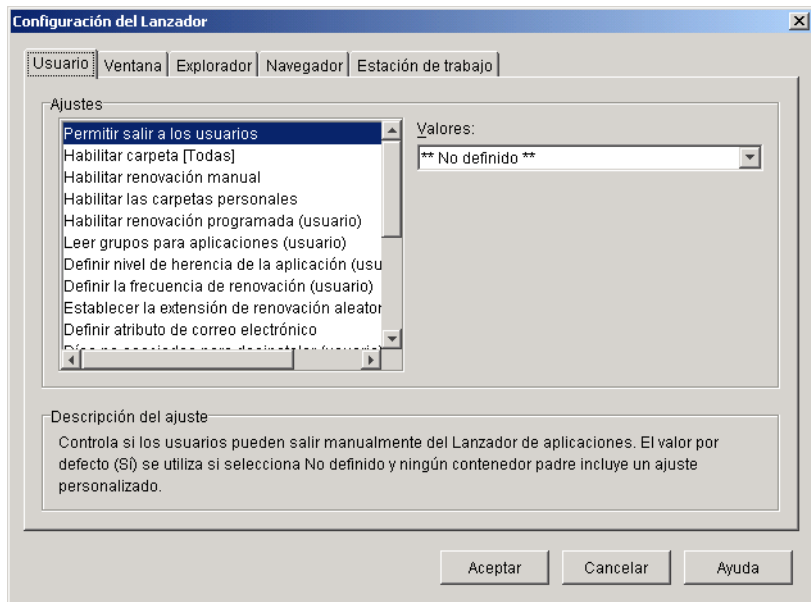 Configuración del Lanzador
Usuario Ventana Explorador Navegador Estación de trabajo
Ajustes
Permitir salir a los usuarios
Habilitar carpeta [Todas]
Habilitar renovación manual
Habilitar las carpetas personales
Habilitar renovación programada (usuario)
Leer grupos para aplicaciones (usuario)
Definir nivel de herencia de la aplicación (usu
Definir la frecuencia de renovación (usuario)
Establecer la extensión de renovación aleator
Definir atributo de correo electrónico
Valores:
** No definido **
Descripción del ajuste
Controla si los usuarios pueden salir manualmente del Lanzador de aplicaciones. El valor por
defecto (Sí) se utiliza si selecciona No definido y ningún contenedor padre incluye un ajuste
personalizado.
Aceptar Cancelar Ayuda